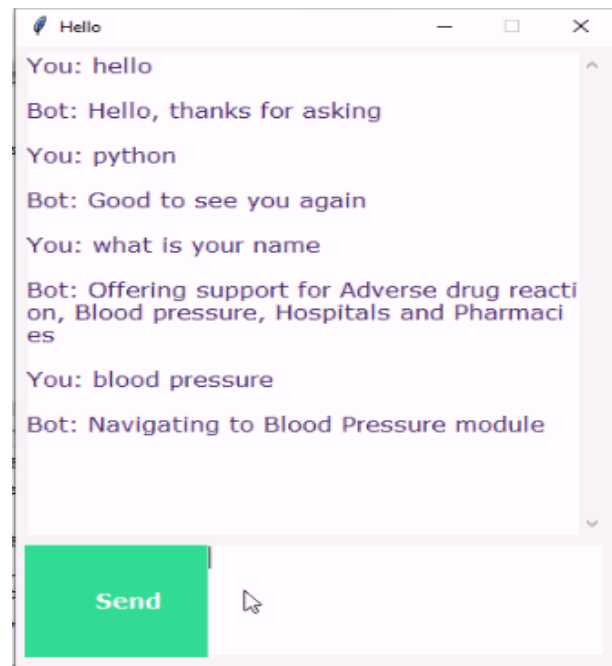 Hello
You: hello
Bot: Hello, thanks for asking
You: python
Bot: Good to see you again
You: what is your name
Bot: Offering support for Adverse drug reacti
on, Blood pressure, Hospitals and Pharmaci
es
You: blood pressure
Bot: Navigating to Blood Pressure module
Send